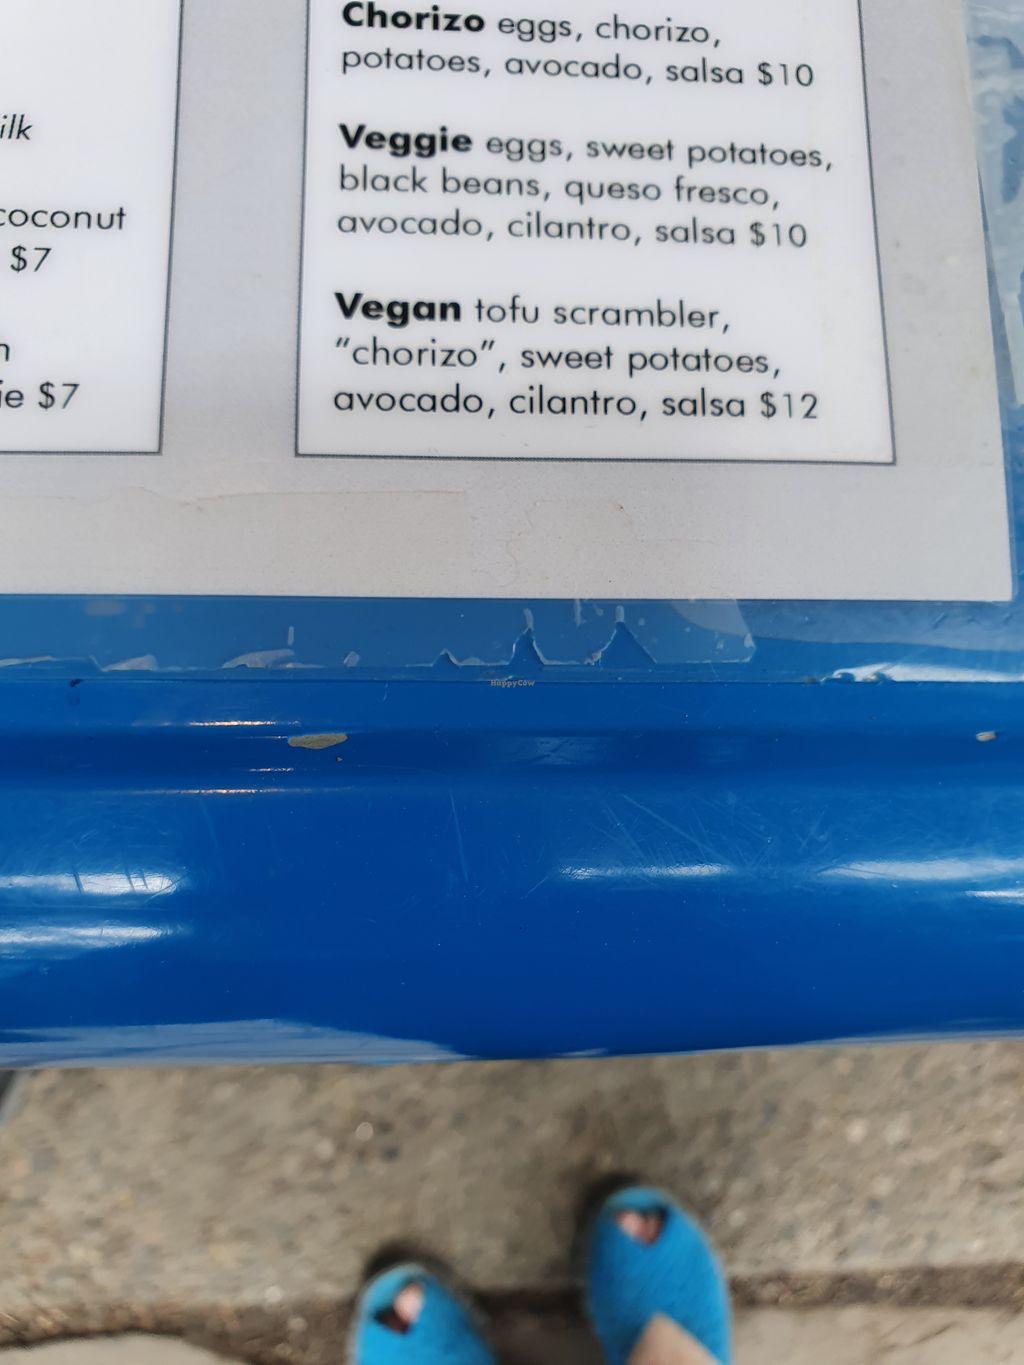 ilk
coconut
$7
ie $7
Chorizo eggs, chorizo,
potatoes, avocado, salsa $10
Veggie eggs, sweet potatoes,
black beans, queso fresco,
avocado, cilantro, salsa $10
Vegan tofu scrambler,
"chorizo", sweet potatoes,
avocado, cilantro, salsa $12
HappyCow